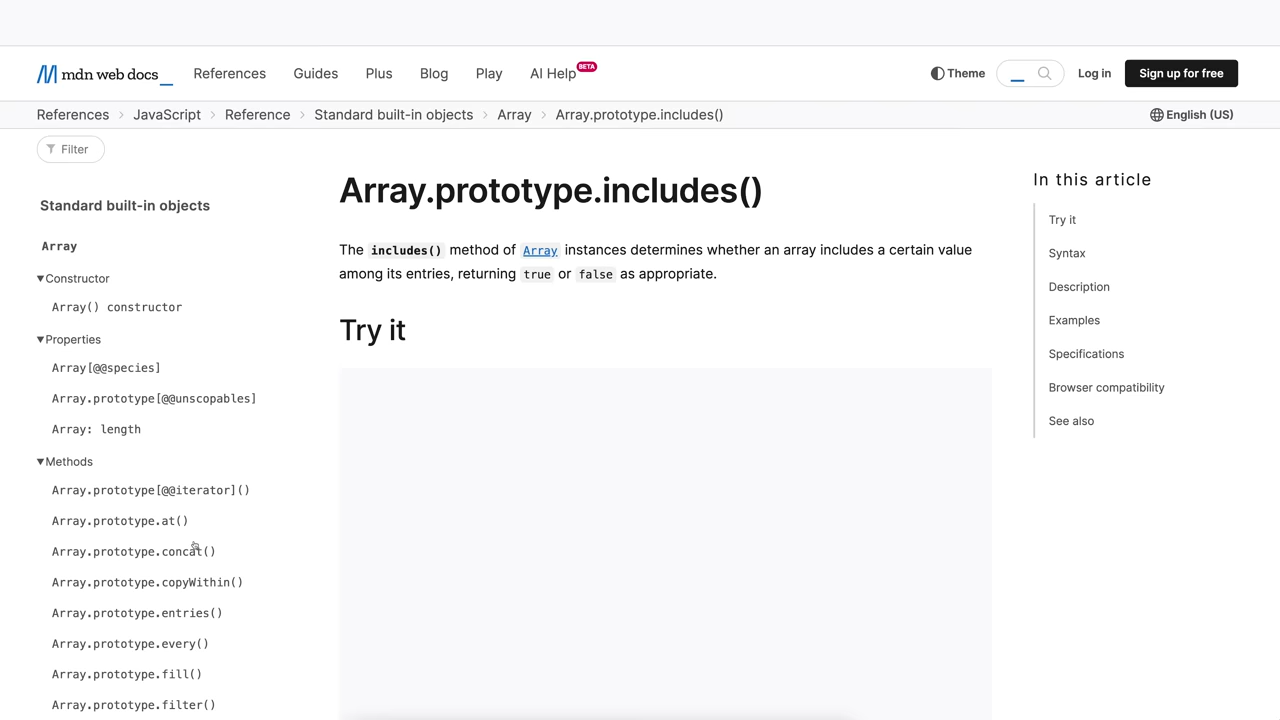 mdn web docs_ References Guides Plus Blog Play AI Help BETA Theme Log in Sign up for free
References JavaScript Reference Standard built-in objects Array Array.prototype.includes() English (US)
Filter
Standard built-in objects
Array
Constructor
Array() constructor
Properties
Array[@@species]
Array.prototype[@@unscopables]
Array: length
Methods
Array.prototype[@@iterator]()
Array.prototype.at()
Array.prototype.concat()
Array.prototype.copyWithin()
Array.prototype.entries()
Array.prototype.every()
Array.prototype.fill()
Array.prototype.filter()
Array.prototype.includes()
The includes() method of Array instances determines whether an array includes a certain value
among its entries, returning true or false as appropriate.
Try it
In this article
Try it
Syntax
Description
Examples
Specifications
Browser compatibility
See also